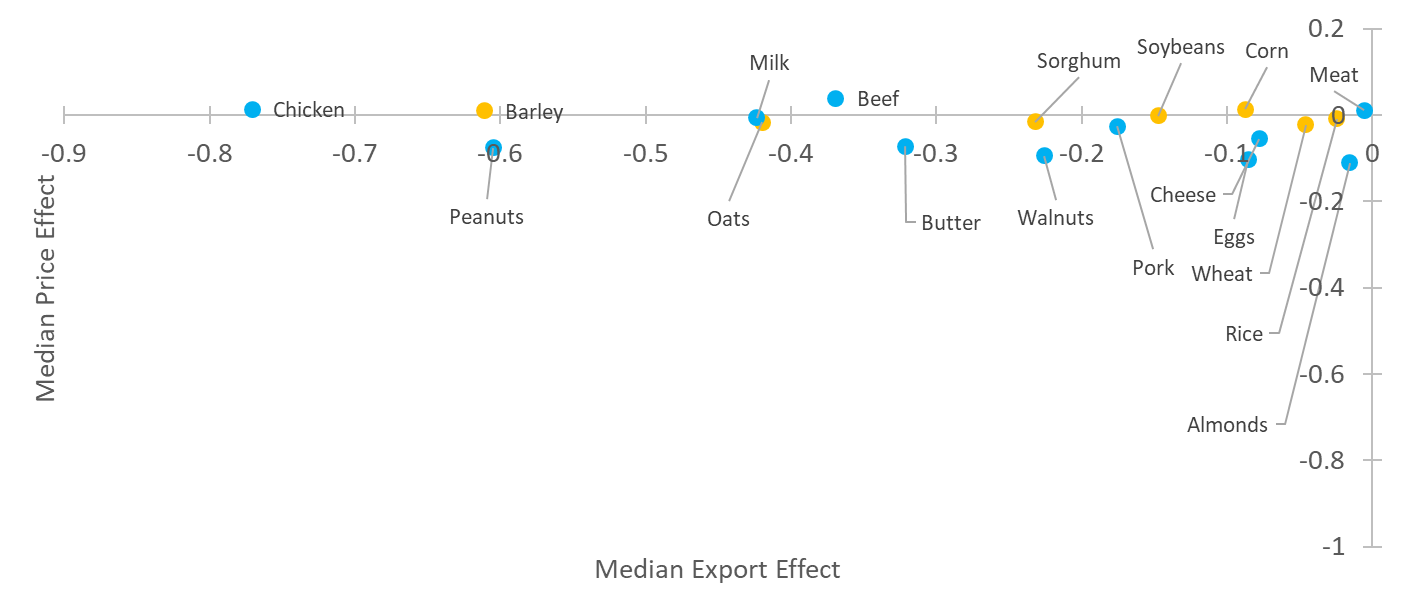 0.2
Soybeans
Corn
Sorghum
Milk
Meat
Beef
Chicken
Barley
0
-0.9
-0.8
-0.7
-0.6
-0.5
-0.4
-0.3
-0.2
-0.1
0
Cheese
-0.2
Peanuts
Oats
Butter
Walnuts
Eggs
Pork
Wheat
-0.4
Median Price Effect
Rice
-0.6
Almonds
-0.8
-1
Median Export Effect